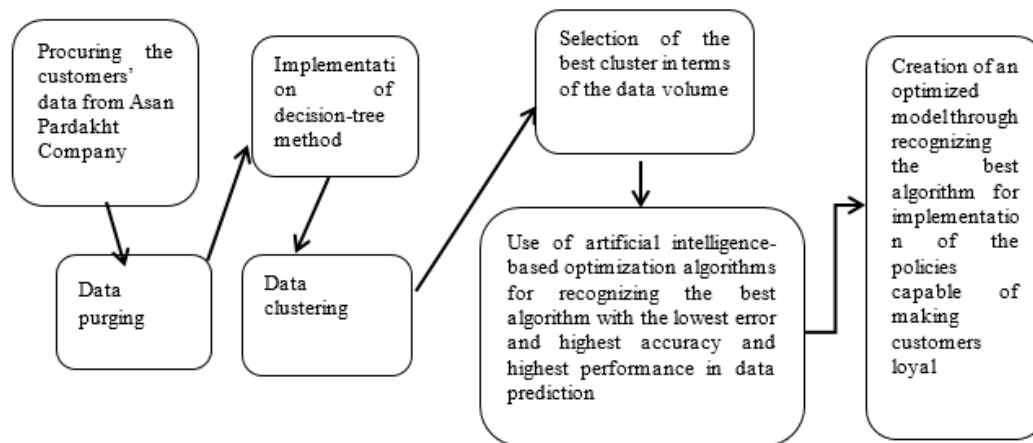 Procuring the
customers'
data from Asan
Pardakht
Company
Data
purging
Implementati
on of
decision-tree
method
Data
clustering
Selection of the
best cluster in terms
of the data volume
Use of artificial intelligence-
based optimization algorithms
for recognizing the best
algorithm with the lowest error
and highest accuracy and
highest performance in data
prediction
Creation of an
optimized
model through
recognizing
the best
algorithm for
implementatio
n of the
policies
capable of
making
customers
loyal